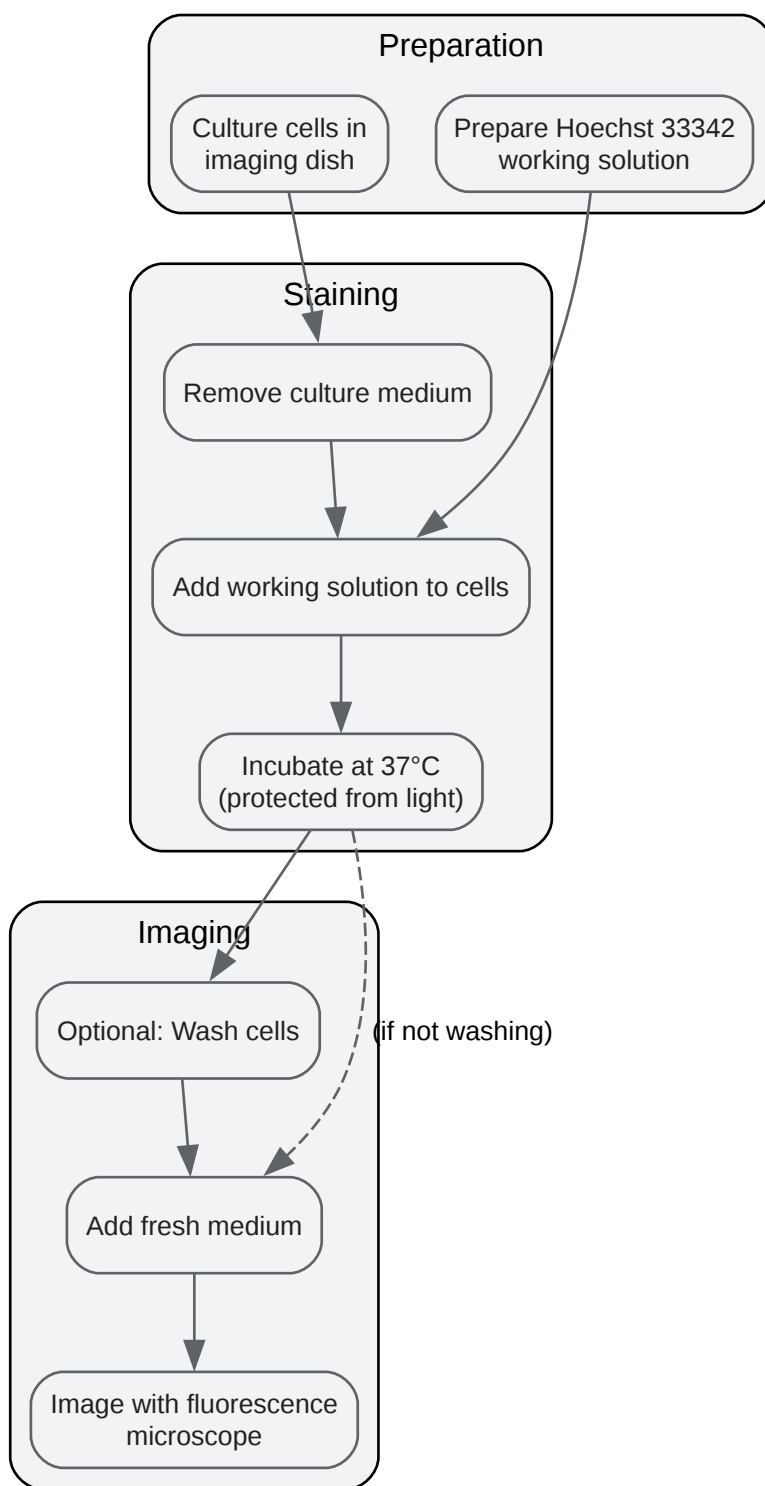 Preparation
Culture cells in
imaging dish
Prepare Hoechst 33342
working solution
Staining
Remove culture medium
Add working solution to cells
Incubate at 37°C
(protected from light)
Imaging
Optional: Wash cells
(if not washing)
Add fresh medium
Image with fluorescence
microscope